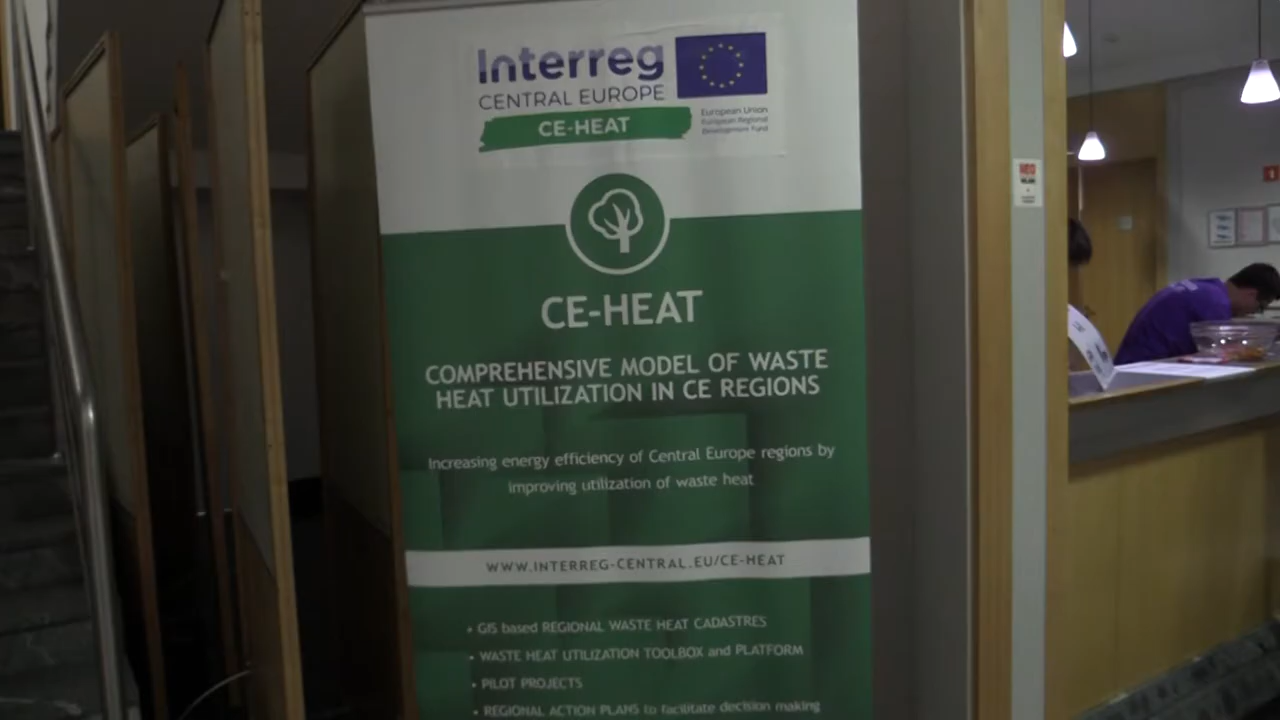 Interreg
CENTRAL EUROPE
CE-HEAT
European Union
European Regional
Development Fund
CE-HEAT
COMPREHENSIVE MODEL OF WASTE
HEAT UTILIZATION IN CE REGIONS
Increasing energy efficiency of Central Europe regions by
improving utilization of waste heat
WWW.INTERREG-CENTRAL.EU/CE-HEAT
• GIS based REGIONAL WASTE HEAT CADASTRES
• WASTE HEAT UTILIZATION TOOLBOX and PLATFORM
• PILOT PROJECTS
• REGIONAL ACTION PLANS to facilitate decision making